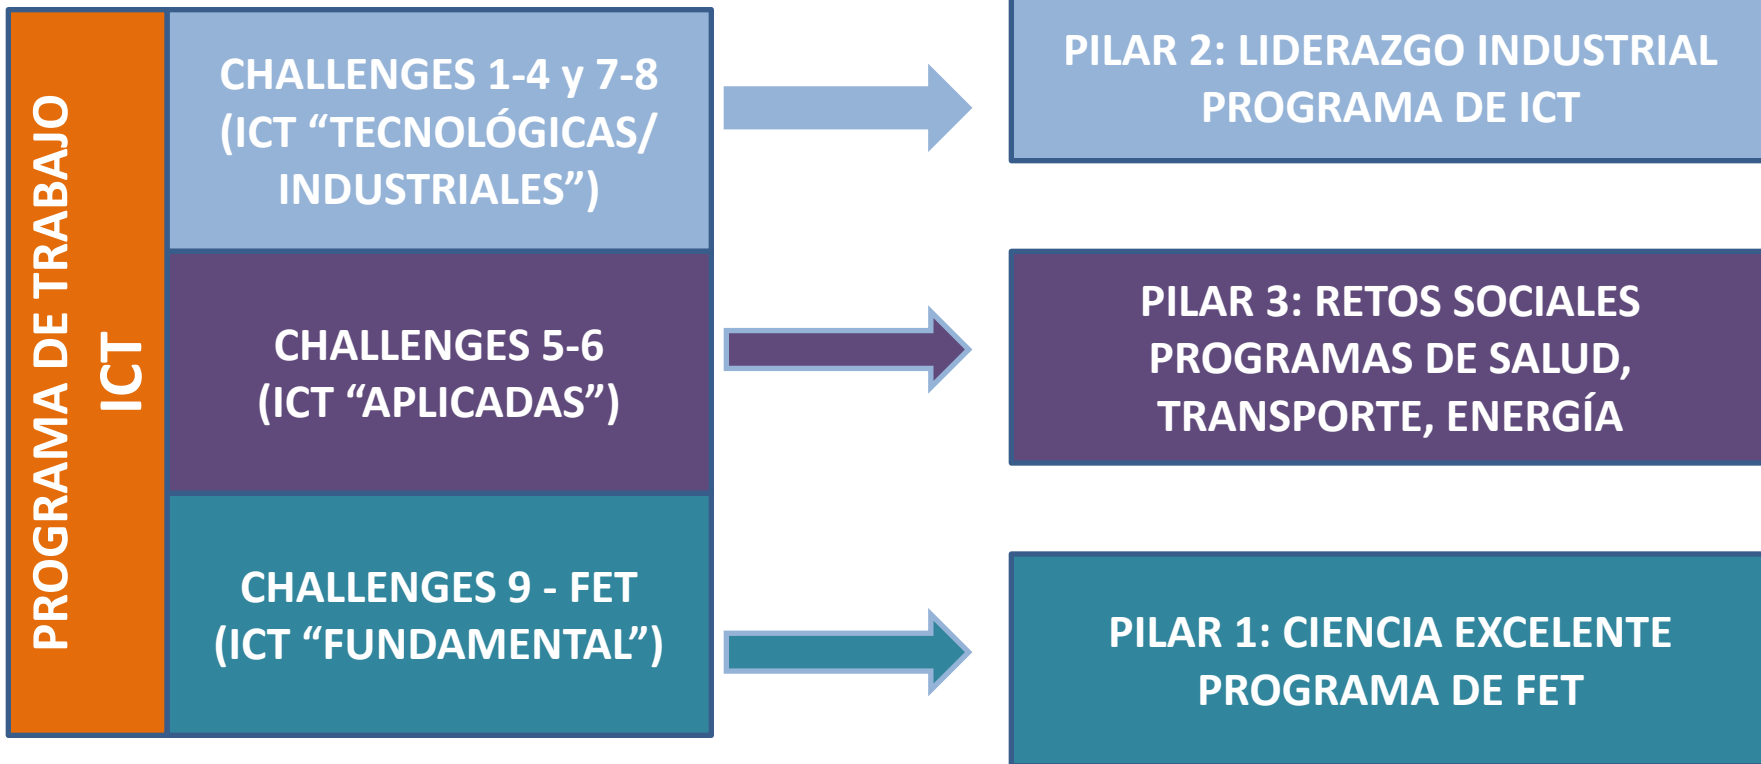 PROGRAMA DE TRABAJO
ICT
CHALLENGES 1-4 y 7-8
(ICT “TECNOLÓGICAS/
INDUSTRIALES”)
PILAR 2: LIDERAZGO INDUSTRIAL
PROGRAMA DE ICT
CHALLENGES 5-6
(ICT “APLICADAS”)
PILAR 3: RETOS SOCIALES
PROGRAMAS DE SALUD,
TRANSPORTE, ENERGÍA
CHALLENGES 9 - FET
(ICT “FUNDAMENTAL”)
PILAR 1: CIENCIA EXCELENTE
PROGRAMA DE FET